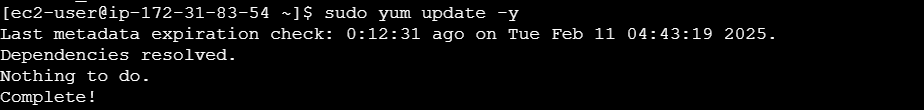 [ec2-user@ip-172-31-83-54 ~]$ sudo yum update -y
Last metadata expiration check: 0:12:31 ago on Tue Feb 11 04:43:19 2025.
Dependencies resolved.
Nothing to do.
Complete!